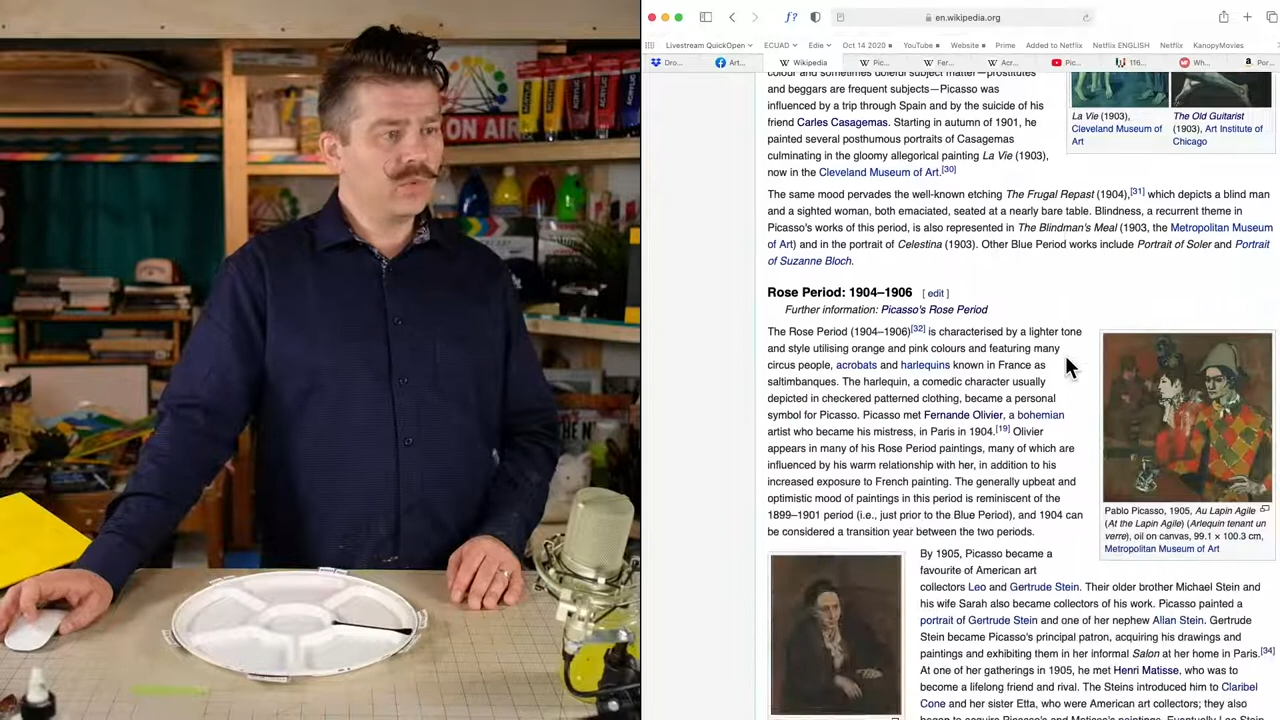 ON AIR
ACRYLIC
en.wikipedia.org
Livestream QuickOpen ECUAD Edie Oct 14 2020 YouTube Website Prime Added to Netflix Netflix ENGLISH Netflix KanopyMovies
Dro... Art... Wikipedia Pic... Fer... Acr... Pic... 116... Wh... Por...
colour and sometimes doleful subject matter—prostitutes
and beggars are frequent subjects—Picasso was
influenced by a trip through Spain and by the suicide of his
friend Carles Casagemas. Starting in autumn of 1901, he
painted several posthumous portraits of Casagemas
culminating in the gloomy allegorical painting La Vie (1903),
now in the Cleveland Museum of Art.[30]
La Vie (1903),
Cleveland Museum of
Art
The Old Guitarist
(1903), Art Institute of
Chicago
The same mood pervades the well-known etching The Frugal Repast (1904),[31] which depicts a blind man
and a sighted woman, both emaciated, seated at a nearly bare table. Blindness, a recurrent theme in
Picasso's works of this period, is also represented in The Blindman's Meal (1903, the Metropolitan Museum
of Art) and in the portrait of Celestina (1903). Other Blue Period works include Portrait of Soler and Portrait
of Suzanne Bloch.
Rose Period: 1904–1906 [ edit ]
Further information: Picasso's Rose Period
The Rose Period (1904–1906)[32] is characterised by a lighter tone
and style utilising orange and pink colours and featuring many
circus people, acrobats and harlequins known in France as
saltimbanques. The harlequin, a comedic character usually
depicted in checkered patterned clothing, became a personal
symbol for Picasso. Picasso met Fernande Olivier, a bohemian
artist who became his mistress, in Paris in 1904.[19] Olivier
appears in many of his Rose Period paintings, many of which are
influenced by his warm relationship with her, in addition to his
increased exposure to French painting. The generally upbeat and
optimistic mood of paintings in this period is reminiscent of the
1899–1901 period (i.e., just prior to the Blue Period), and 1904 can
be considered a transition year between the two periods.
Pablo Picasso, 1905, Au Lapin Agile
(At the Lapin Agile) (Arlequin tenant un
verre), oil on canvas, 99.1 × 100.3 cm,
Metropolitan Museum of Art
By 1905, Picasso became a
favourite of American art
collectors Leo and Gertrude Stein. Their older brother Michael Stein and
his wife Sarah also became collectors of his work. Picasso painted a
portrait of Gertrude Stein and one of her nephew Allan Stein. Gertrude
Stein became Picasso's principal patron, acquiring his drawings and
paintings and exhibiting them in her informal Salon at her home in Paris.[34]
At one of her gatherings in 1905, he met Henri Matisse, who was to
become a lifelong friend and rival. The Steins introduced him to Claribel
Cone and her sister Etta, who were American art collectors; they also
began to acquire Picasso's and Matisse's paintings. Eventually Leo Stein